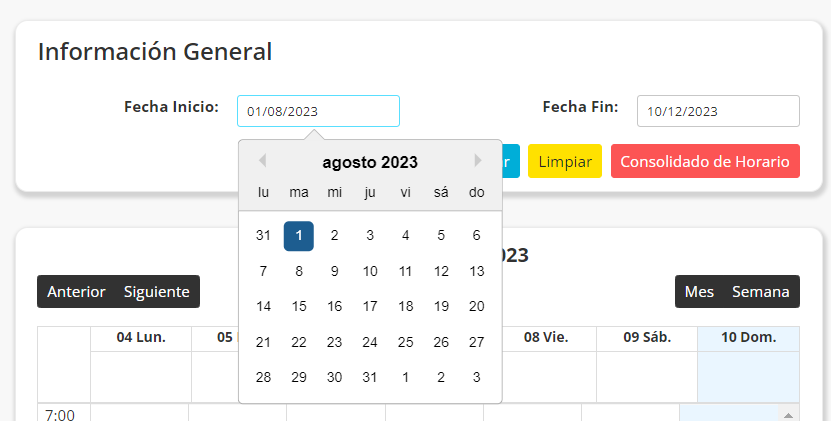 Información General
Fecha Inicio: 01/08/2023 Fecha Fin: 10/12/2023
Limpiar Consolidado de Horario
agosto 2023
lu ma mi ju vi sá do
31 1 2 3 4 5 6
7 8 9 10 11 12 13
14 15 16 17 18 19 20
21 22 23 24 25 26 27
28 29 30 31 1 2 3
Anterior Siguiente Mes Semana
04 Lun. 05 08 Vie. 09 Sáb. 10 Dom.
7:00